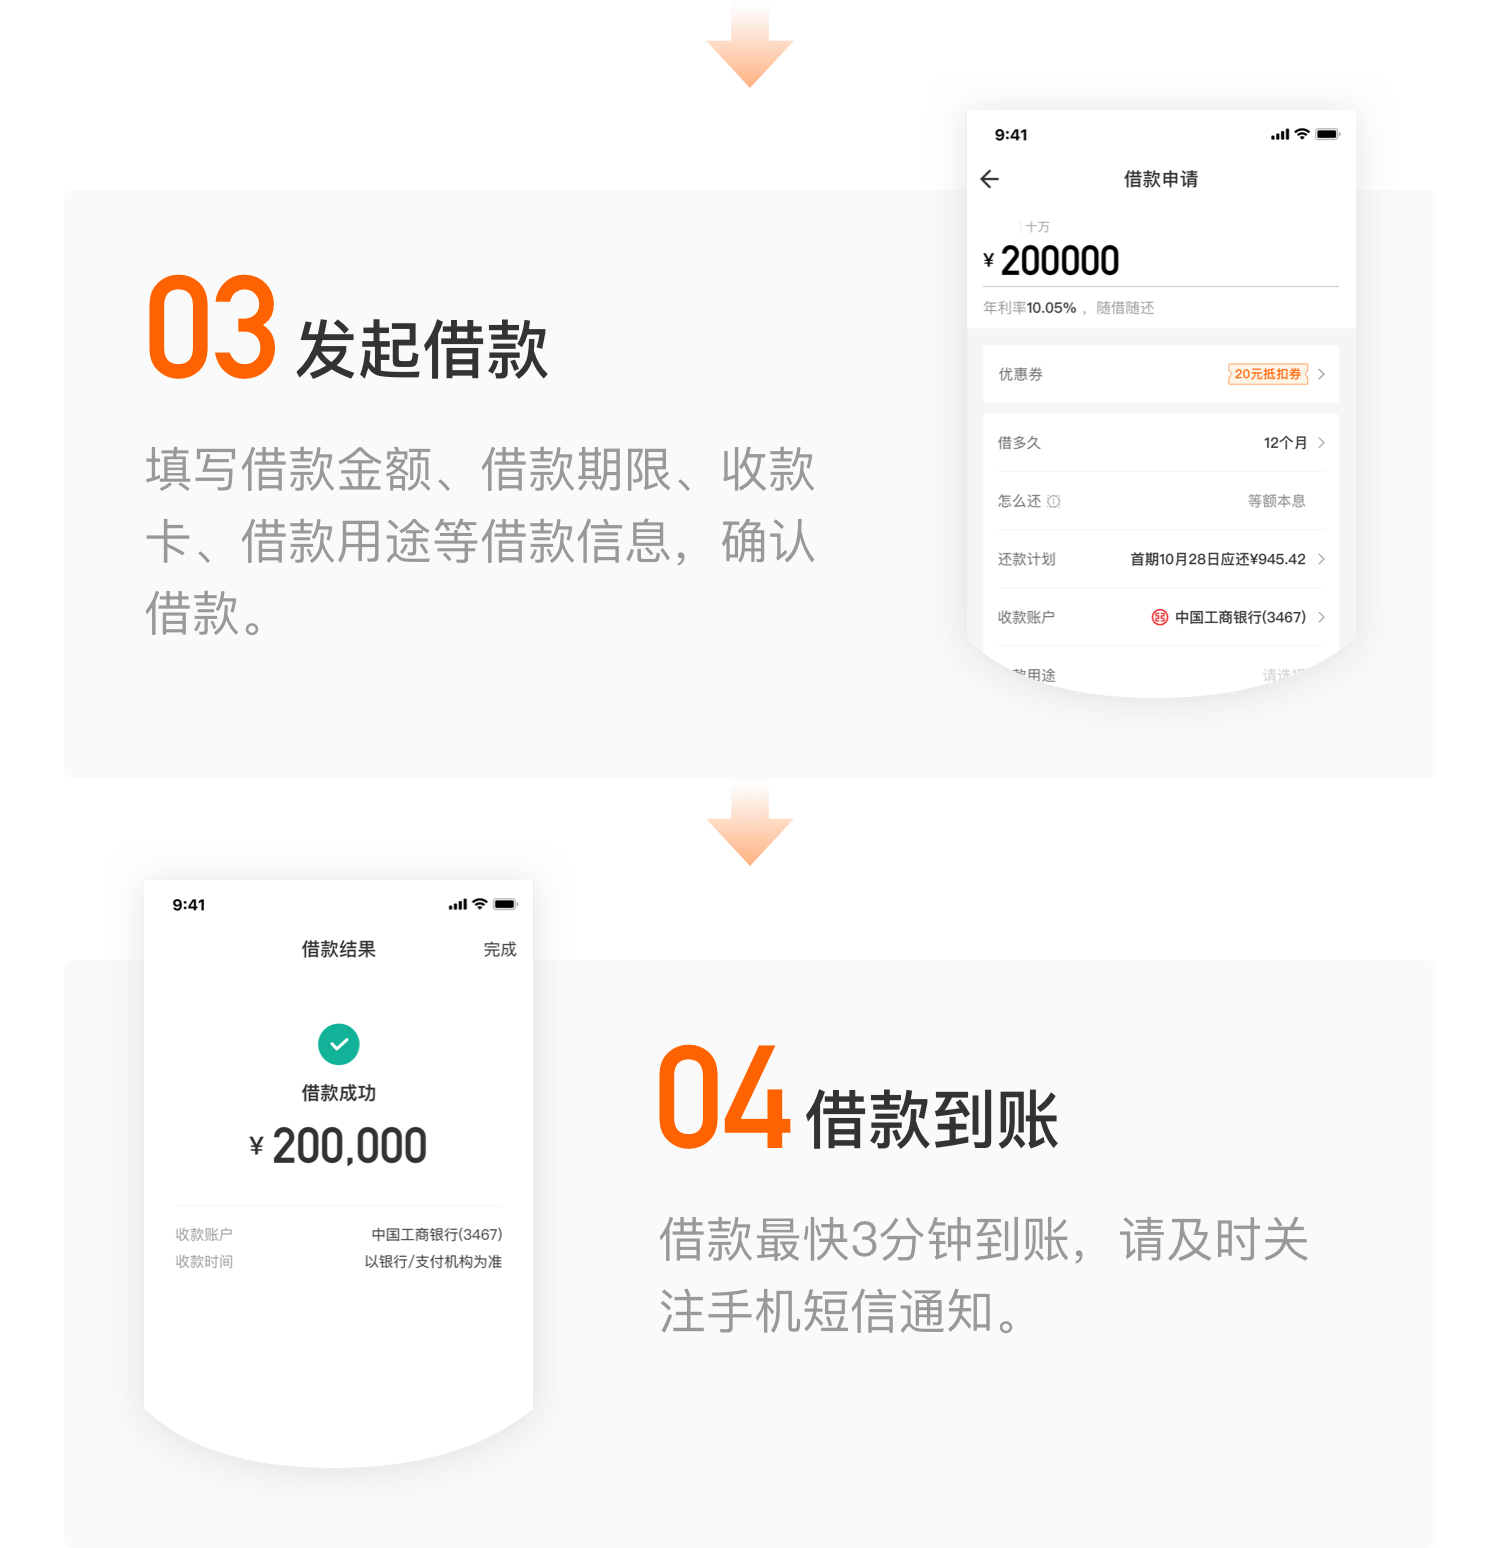 9:41
借款申请
十万
¥ 200000
年利率10.05%，随借随还
03 发起借款
填写借款金额、借款期限、收款
卡、借款用途等借款信息，确认
借款。
优惠券 20元抵扣券
借多久 12个月
怎么还 等额本息
还款计划 首期10月28日应还¥945.42
收款账户 中国工商银行(3467)
款用途 请选择
9:41
借款结果 完成
借款成功
¥ 200,000
收款账户 中国工商银行(3467)
收款时间 以银行/支付机构为准
04 借款到账
借款最快3分钟到账，请及时关
注手机短信通知。